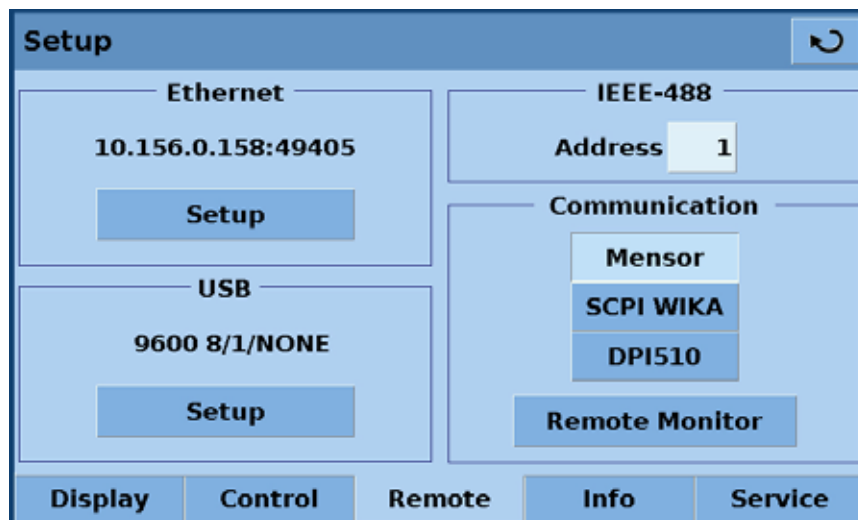 Setup
Ethernet
10.156.0.158:49405
Setup
USB
9600 8/1/NONE
Setup
IEEE-488
Address 1
Communication
Mensor
SCPI WIKA
DPI510
Remote Monitor
Display Control Remote Info Service